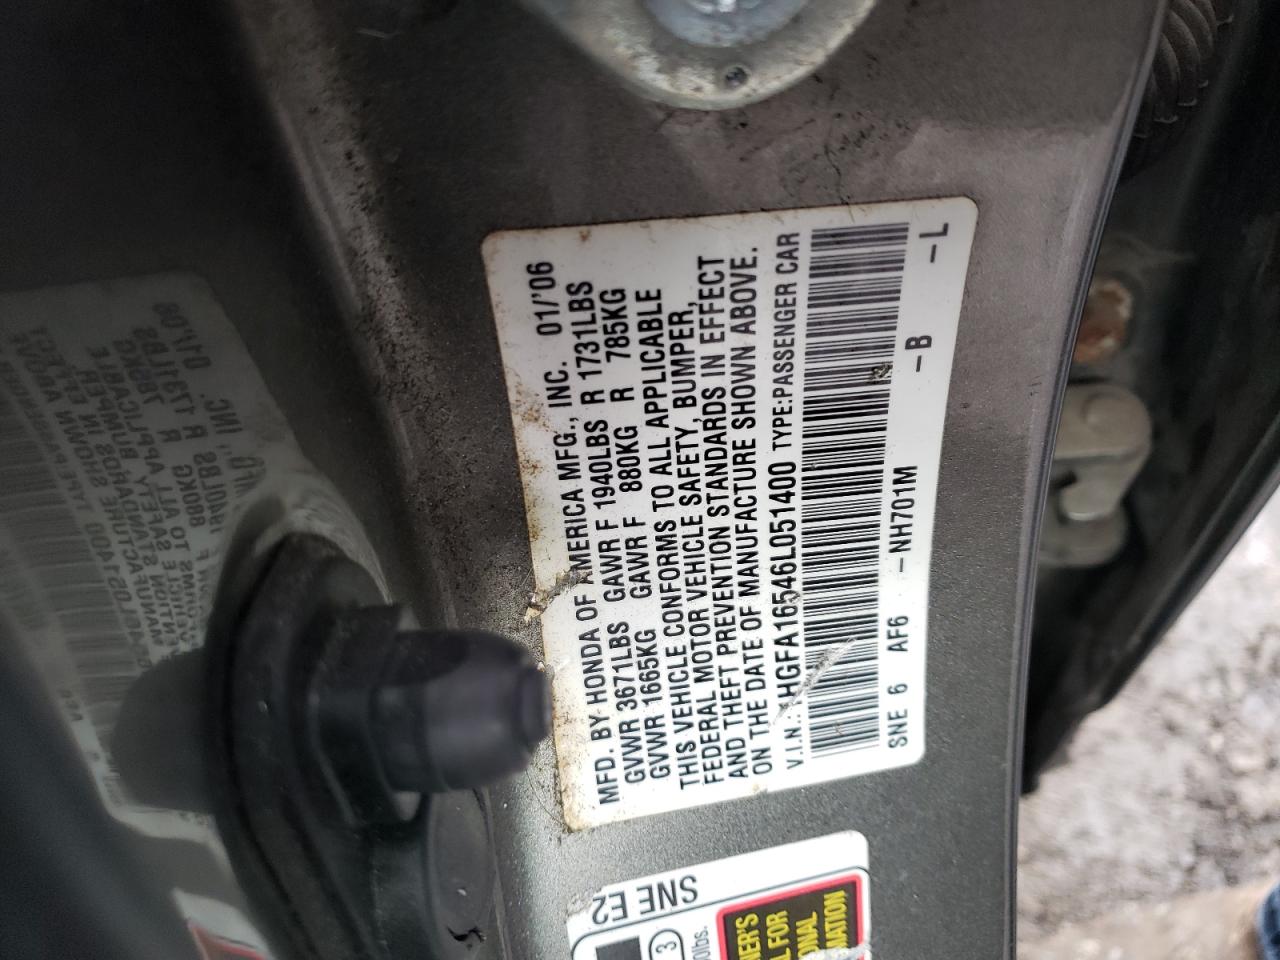 MFD. BY HONDA OF AMERICA MFG., INC. 01/'06
GVWR 3671LBS GAWR F 1940LBS R 1731LBS
GVWR 1665KG GAWR F 880KG R 785KG
THIS VEHICLE CONFORMS TO ALL APPLICABLE
FEDERAL MOTOR VEHICLE SAFETY, BUMPER,
AND THEFT PREVENTION STANDARDS IN EFFECT
ON THE DATE OF MANUFACTURE SHOWN ABOVE.
V.I.N.: HGFA16546L051400 TYPE:PASSENGER CAR
SNE 6 AF6 - NH701M - B - L
SNE E2
3